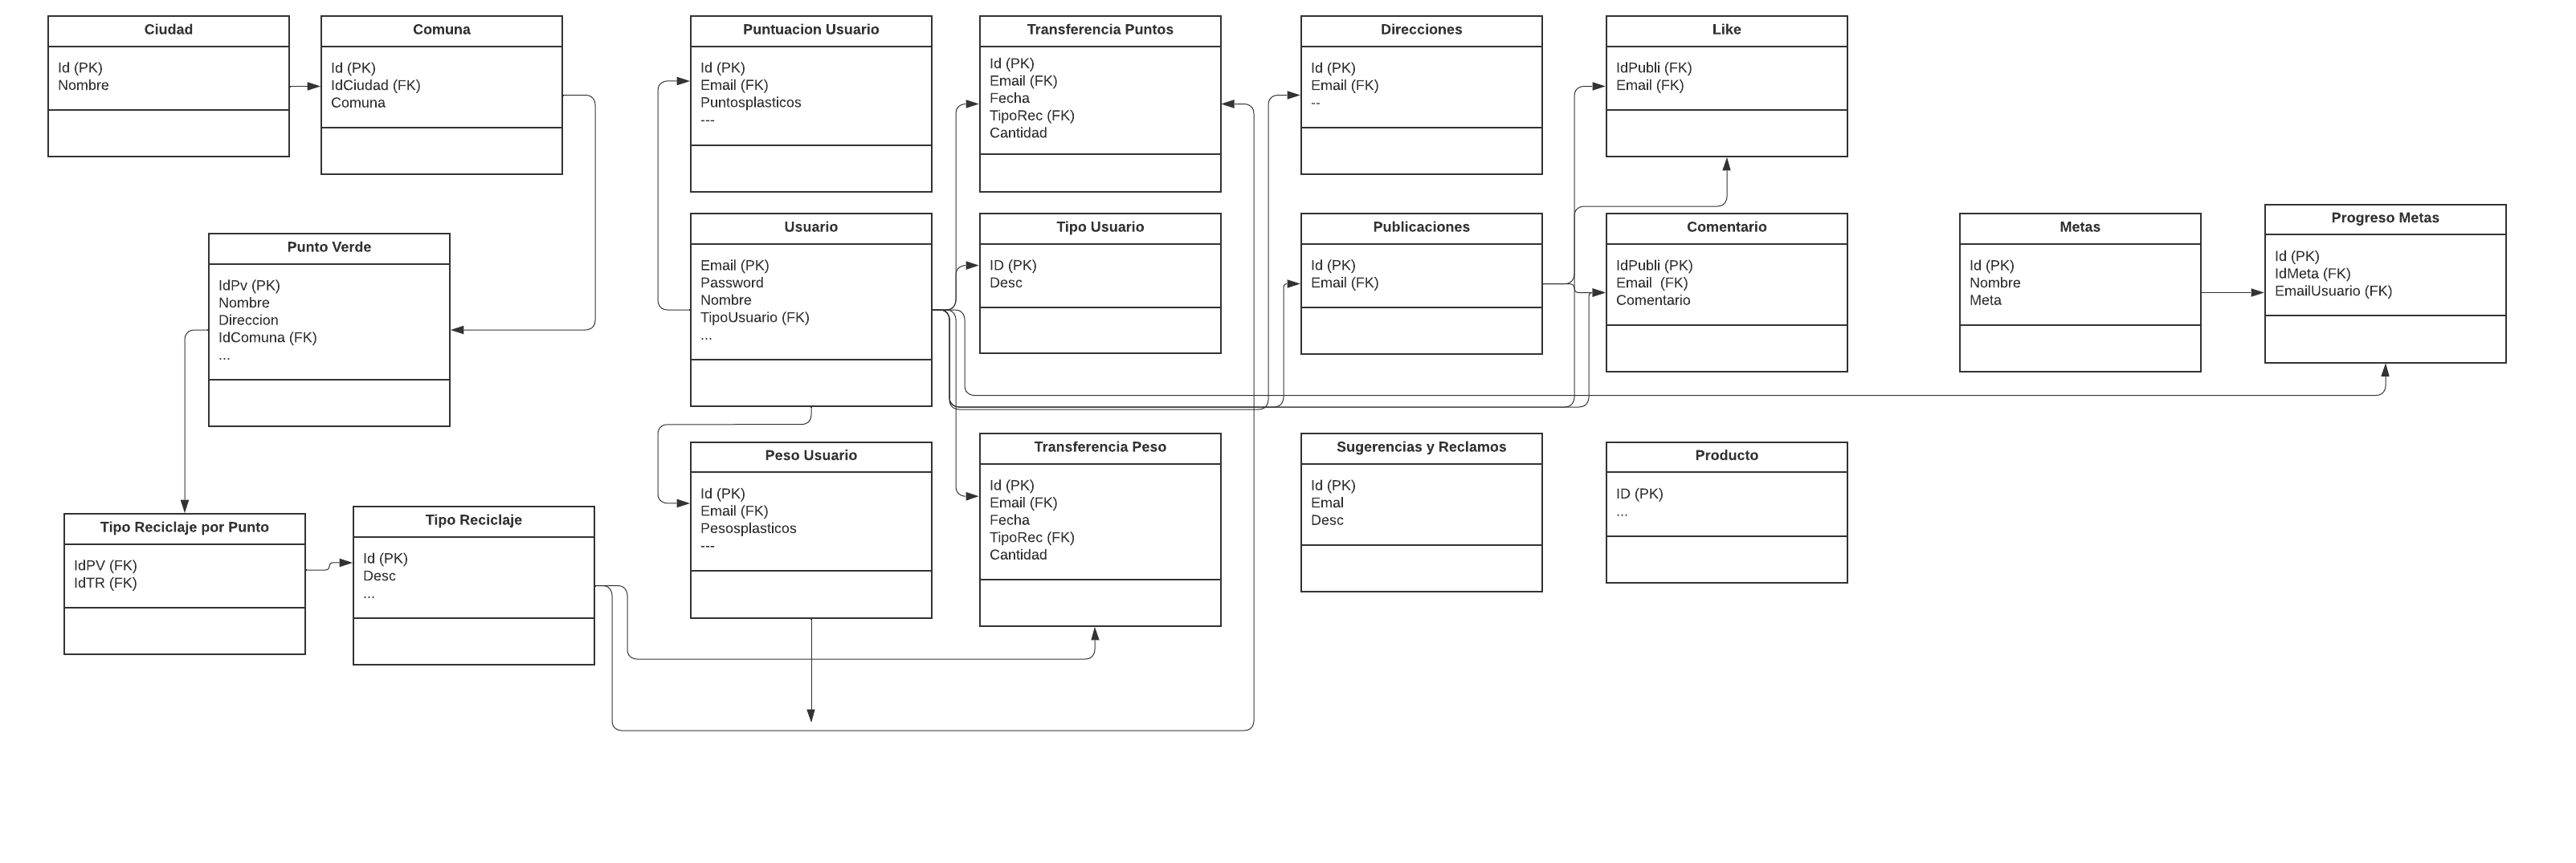 Ciudad
Id (PK)
Nombre
Comuna
Id (PK)
IdCiudad (FK)
Comuna
Puntuacion Usuario
Id (PK)
Email (FK)
Puntosplasticos
---
Transferencia Puntos
Id (PK)
Email (FK)
Fecha
TipoRec (FK)
Cantidad
Direcciones
Id (PK)
Email (FK)
--
Like
IdPubli (FK)
Email (FK)
Punto Verde
IdPv (PK)
Nombre
Direccion
IdComuna (FK)
...
Usuario
Email (PK)
Password
Nombre
TipoUsuario (FK)
...
Tipo Usuario
ID (PK)
Desc
Publicaciones
Id (PK)
Email (FK)
Comentario
IdPubli (PK)
Email  (FK)
Comentario
Metas
Id (PK)
Nombre
Meta
Progreso Metas
Id (PK)
IdMeta (FK)
EmailUsuario (FK)
Tipo Reciclaje por Punto
IdPV (FK)
IdTR (FK)
Tipo Reciclaje
Id (PK)
Desc
...
Peso Usuario
Id (PK)
Email (FK)
Pesosplasticos
---
Transferencia Peso
Id (PK)
Email (FK)
Fecha
TipoRec (FK)
Cantidad
Sugerencias y Reclamos
Id (PK)
Emal
Desc
Producto
ID (PK)
...